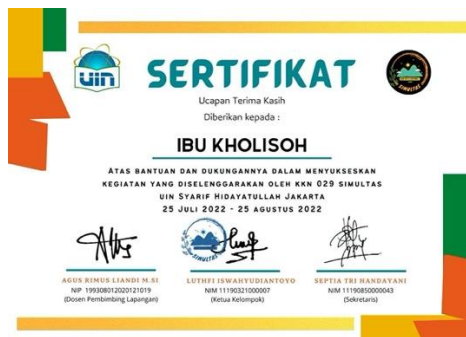 UIN
SERTIFIKAT
SIMULTAS
Ucapan Terima Kasih
Diberikan kepada :
IBU KHOLISOH
ATAS BANTUAN DAN DUKUNGANNYA DALAM MENYUKSESKAN
KEGIATAN YANG DISELENGGARAKAN OLEH KKN 029 SIMULTAS
UIN SYARIF HIDAYATULLAH JAKARTA
25 JULI 2022 - 25 AGUSTUS 2022
SIMULTAS
AGUS RIMUS LIANDI M.SI
NIP 199308012020121019
(Dosen Pembimbing Lapangan)
LUTHFI ISWAHYUDIANTOYO
NIM 11190321000007
(Ketua Kelompok)
SEPTIA TRI HANDAYANI
NIM 11190850000043
(Sekretaris)